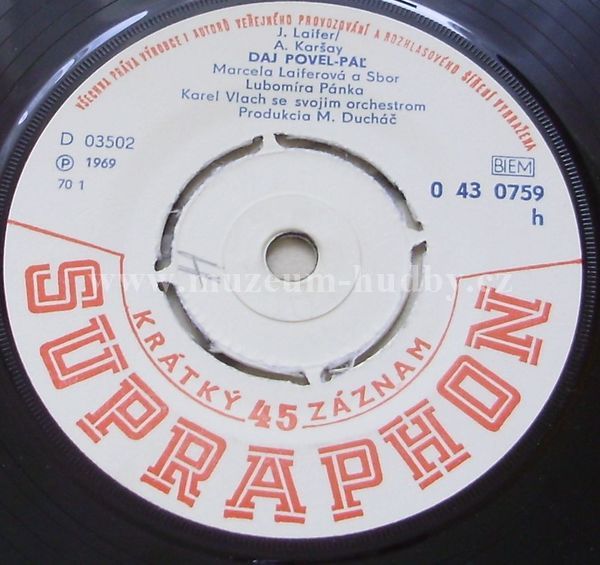 VŠECHNA PRÁVA VÝROBCE I AUTORŮ VEŘEJNÉHO PROVOZOVÁNÍ A ROZHLASOVÉHO ŠÍŘENÍ VYHRAŽENA
J. Laifer/
A. Karšay
DAJ POVEL-PÁĽ
Marcela Laiferová a Sbor
Lubomíra Pánka
Karel Vlach se svojim orchestrom
Produkcia M. Ducháč
D 03502
℗ 1969
70 1
BIEM
0 43 0759
h
H
www.muzeum-hudby.cz
KRÁTKÝ 45 ZÁZNAM
SUPRAPHON